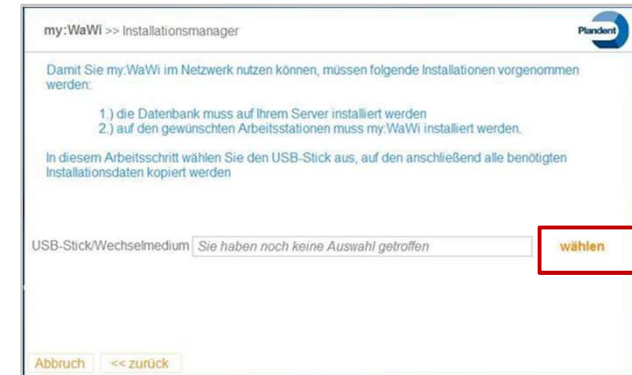 my:WaWi >> Installationsmanager
Plandent
Damit Sie my:WaWi im Netzwerk nutzen können, müssen folgende Installationen vorgenommen
werden:
1.) die Datenbank muss auf Ihrem Server installiert werden
2.) auf den gewünschten Arbeitsstationen muss my:WaWi installiert werden.
In diesem Arbeitsschritt wählen Sie den USB-Stick aus, auf den anschließend alle benötigten
Installationsdaten kopiert werden
USB-Stick/Wechselmedium Sie haben noch keine Auswahl getroffen wählen
Abbruch << zurück